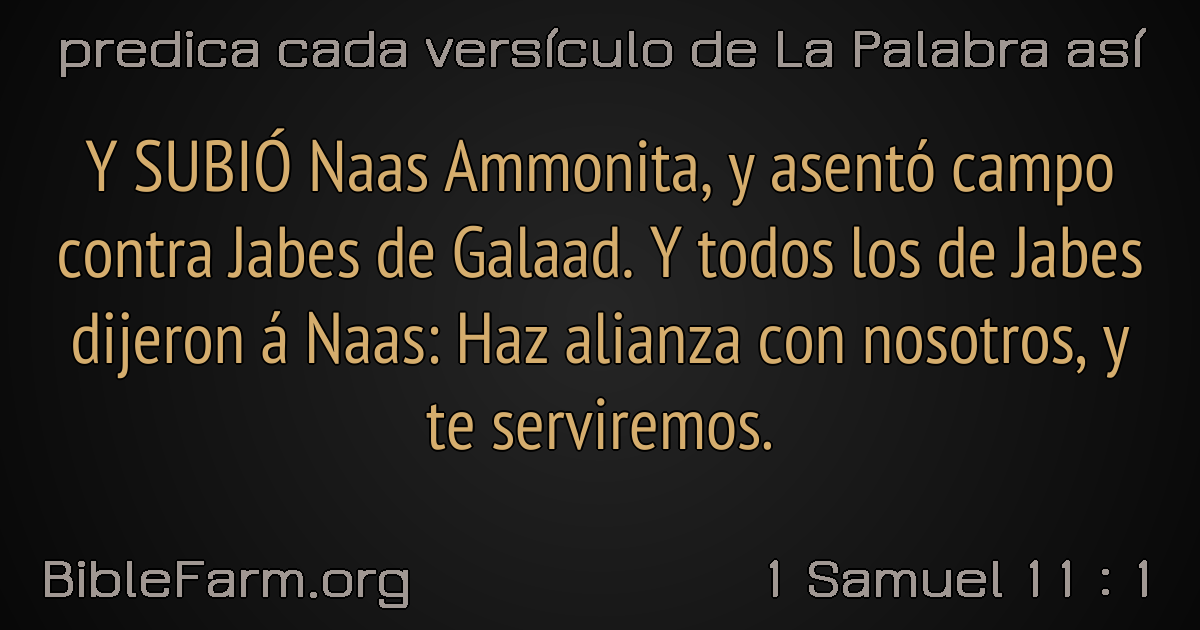 predica cada versículo de La Palabra así
Y SUBIÓ Naas Ammonita, y asentó campo
contra Jabes de Galaad. Y todos los de Jabes
dijeron á Naas: Haz alianza con nosotros, y
te serviremos.
BibleFarm.org
1 Samuel 11 : 1